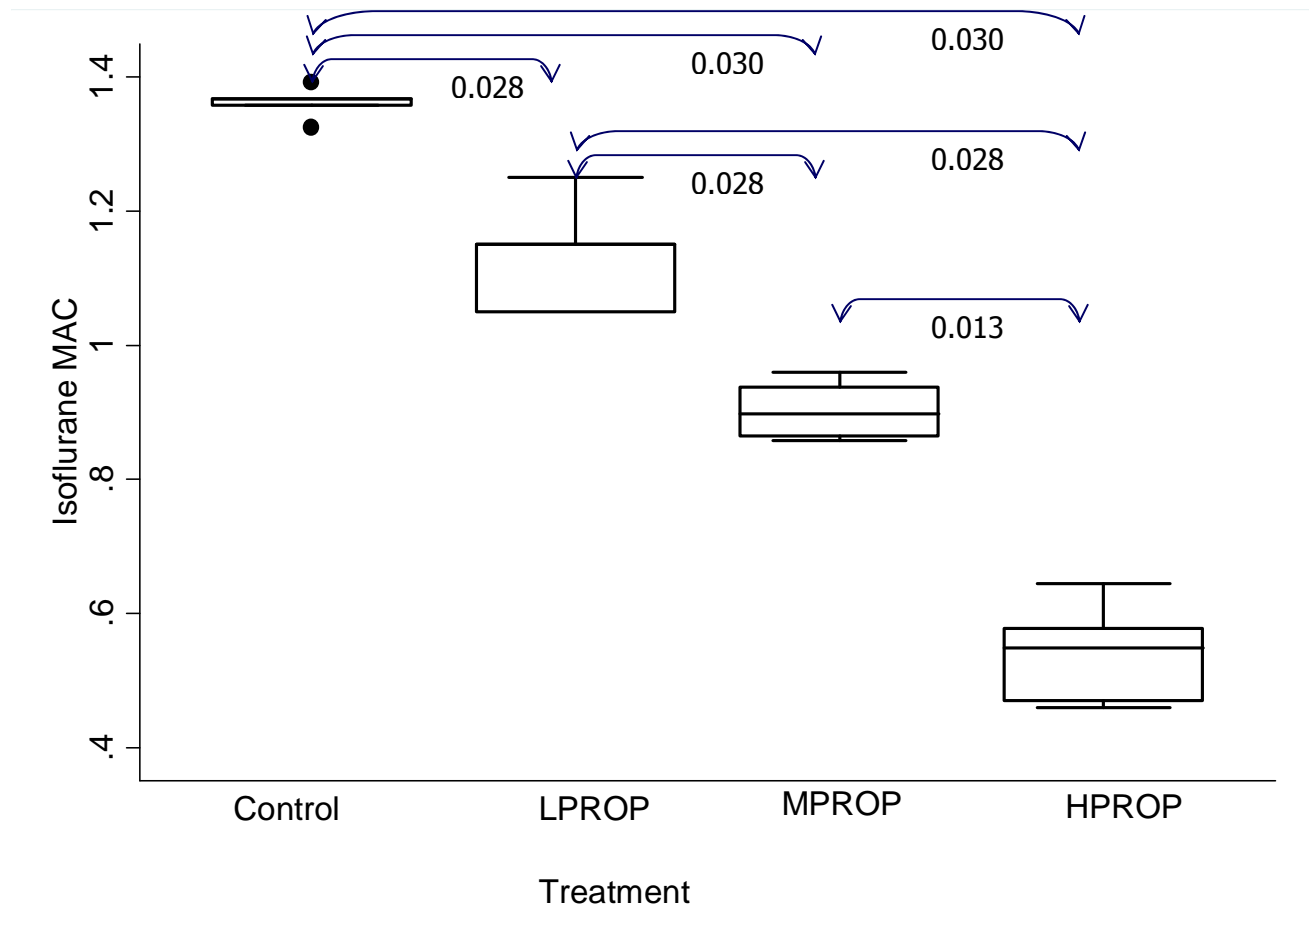 0.030
0.030
0.028
0.028
0.028
0.013
Isoflurane MAC
1.4
1.2
1
.8
.6
.4
Control
LPROP
MPROP
HPROP
Treatment